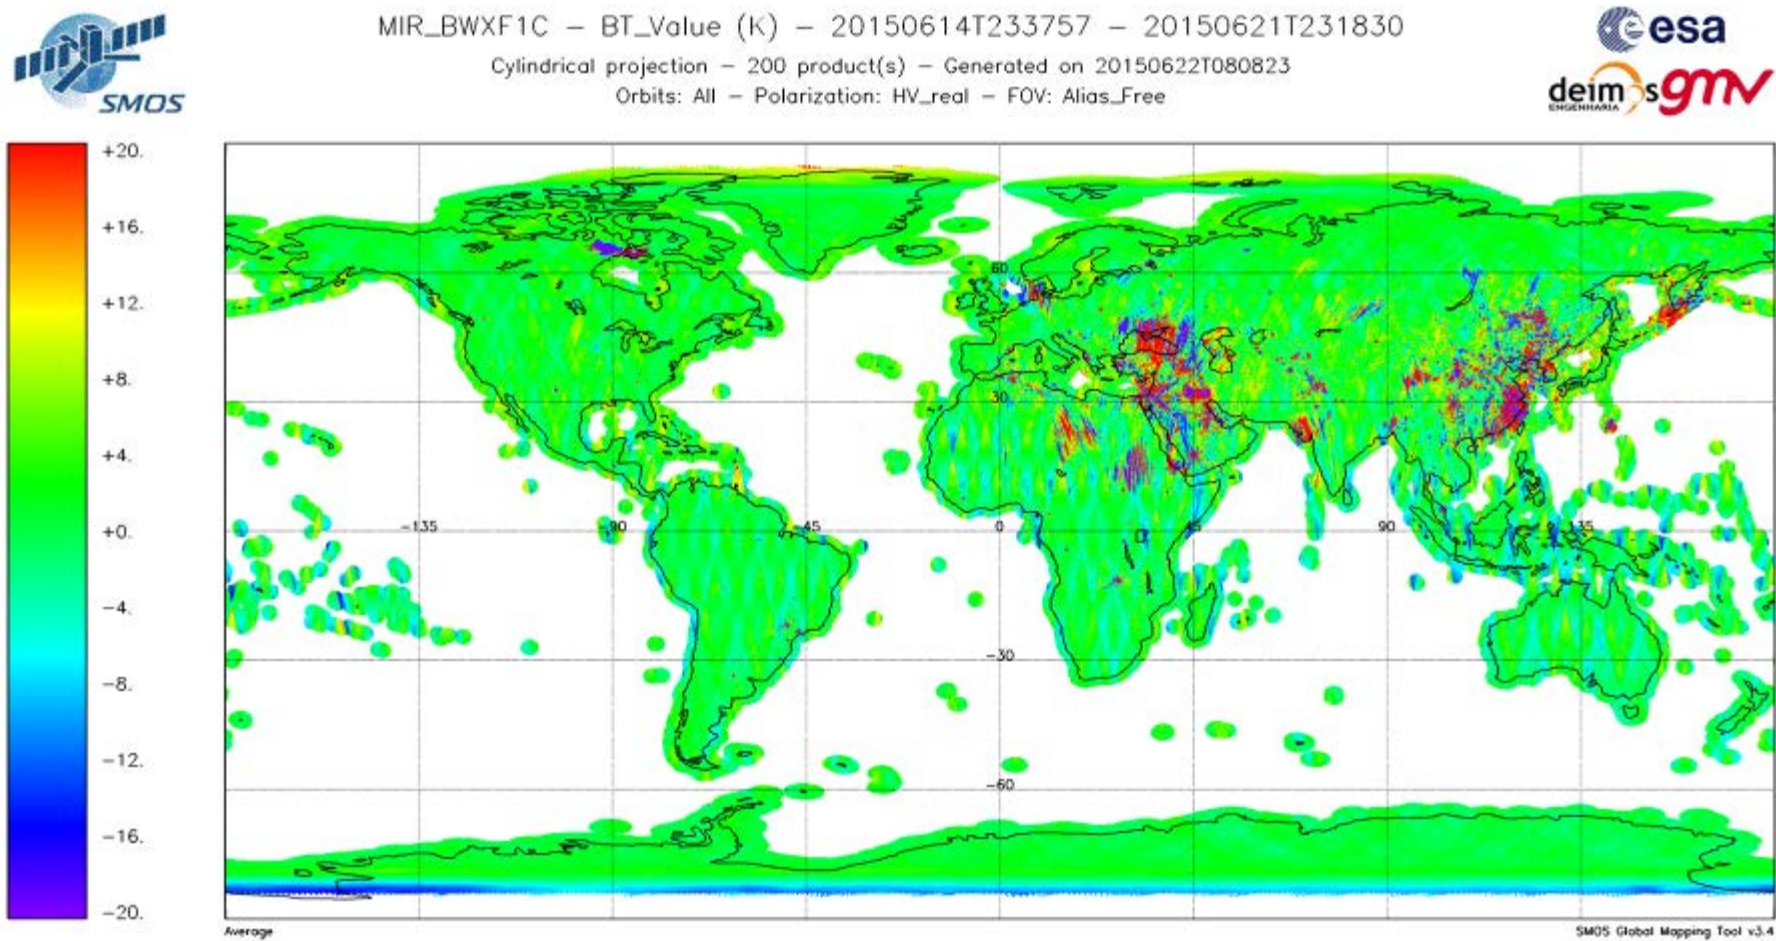 SMOS
MIR_BWXF1C – BT_Value (K) – 20150614T233757 – 20150621T231830
Cylindrical projection – 200 product(s) – Generated on 20150622T080823
Orbits: All – Polarization: HV_real – FOV: Alias_Free
esa
deimos
ENGENHARIA
gmv
+20.
+16.
+12.
+8.
+4.
+0.
−4.
−8.
−12.
−16.
−20.
60
30
−135
−90
−45
0
45
90
135
−30
−60
Average
SMOS Global Mapping Tool v3.4